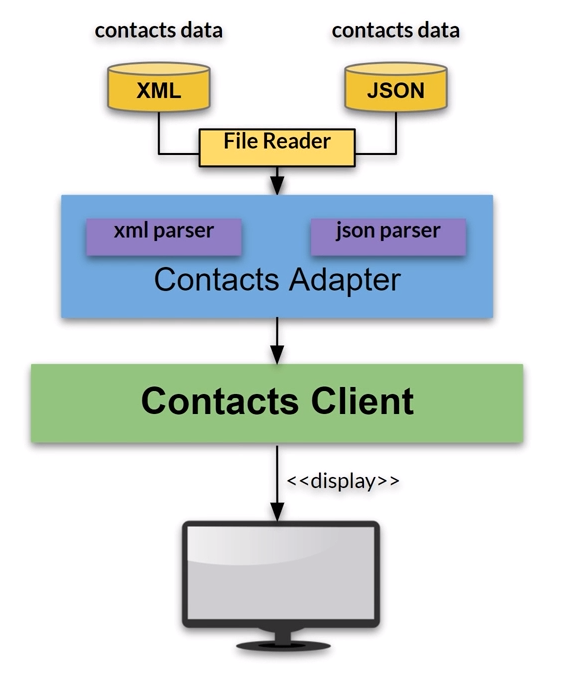 contacts data
contacts data
XML
JSON
File Reader
xml parser
json parser
Contacts Adapter
Contacts Client
<<display>>